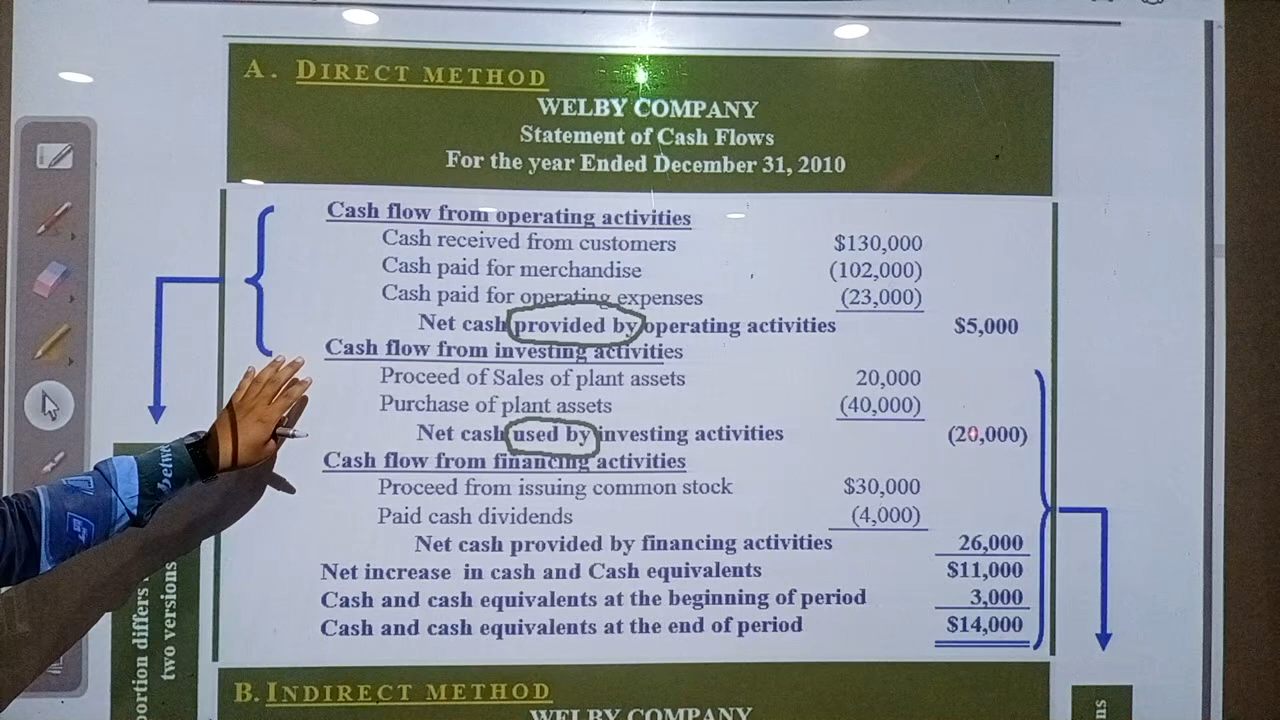 A. DIRECT METHOD
WELBY COMPANY
Statement of Cash Flows
For the year Ended December 31, 2010
Cash flow from operating activities
Cash received from customers $130,000
Cash paid for merchandise (102,000)
Cash paid for operating expenses (23,000)
Net cash provided by operating activities $5,000
Cash flow from investing activities
Proceed of Sales of plant assets 20,000
Purchase of plant assets (40,000)
Net cash used by investing activities (20,000)
Cash flow from financing activities
Proceed from issuing common stock $30,000
Paid cash dividends (4,000)
Net cash provided by financing activities 26,000
Net increase in cash and Cash equivalents $11,000
Cash and cash equivalents at the beginning of period 3,000
Cash and cash equivalents at the end of period $14,000
B. INDIRECT METHOD
WELBY COMPANY
differs
two versions